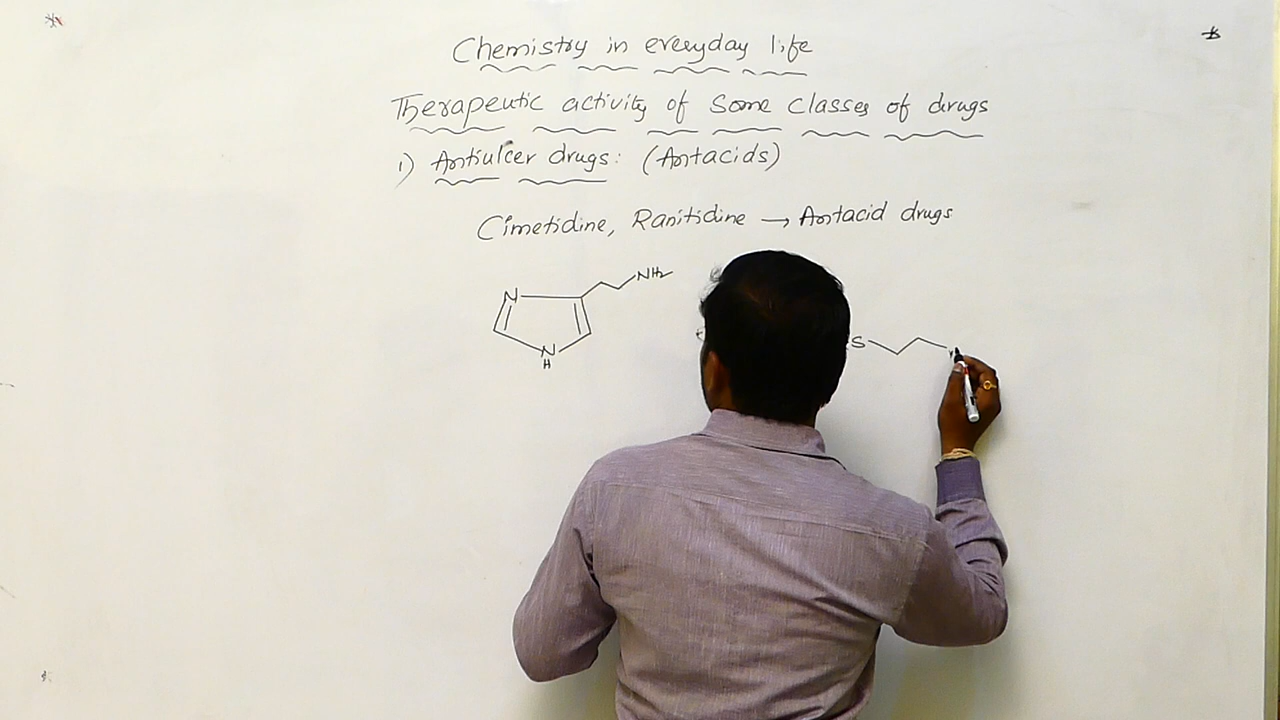 Chemistry in everyday life
Therapeutic activity of some classes of drugs
1) Antiulcer drugs: (Antacids)
Cimetidine, Ranitidine → Antacid drugs
NH₂
N
S
N
H